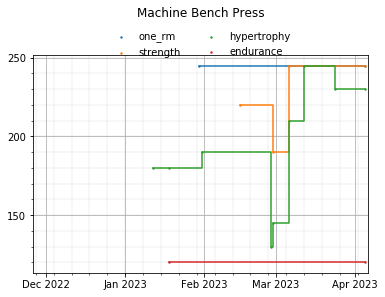 Machine Bench Press
one_rm hypertrophy
strength endurance
250
200
150
Dec 2022 Jan 2023 Feb 2023 Mar 2023 Apr 2023